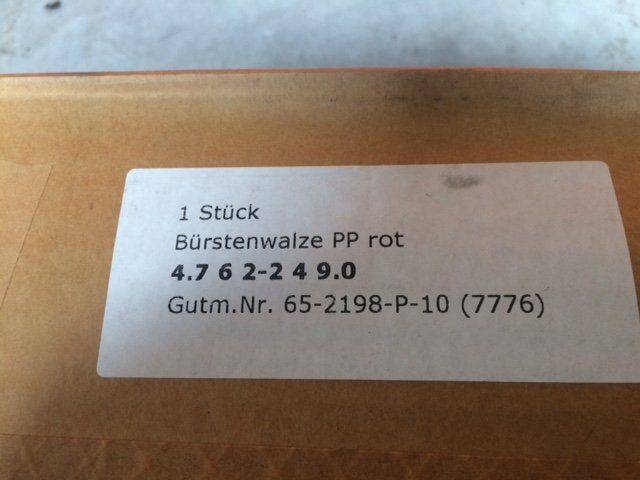 1 Stück
Bürstenwalze PP rot
4.7 6 2-2 4 9.0
Gutm.Nr. 65-2198-P-10 (7776)